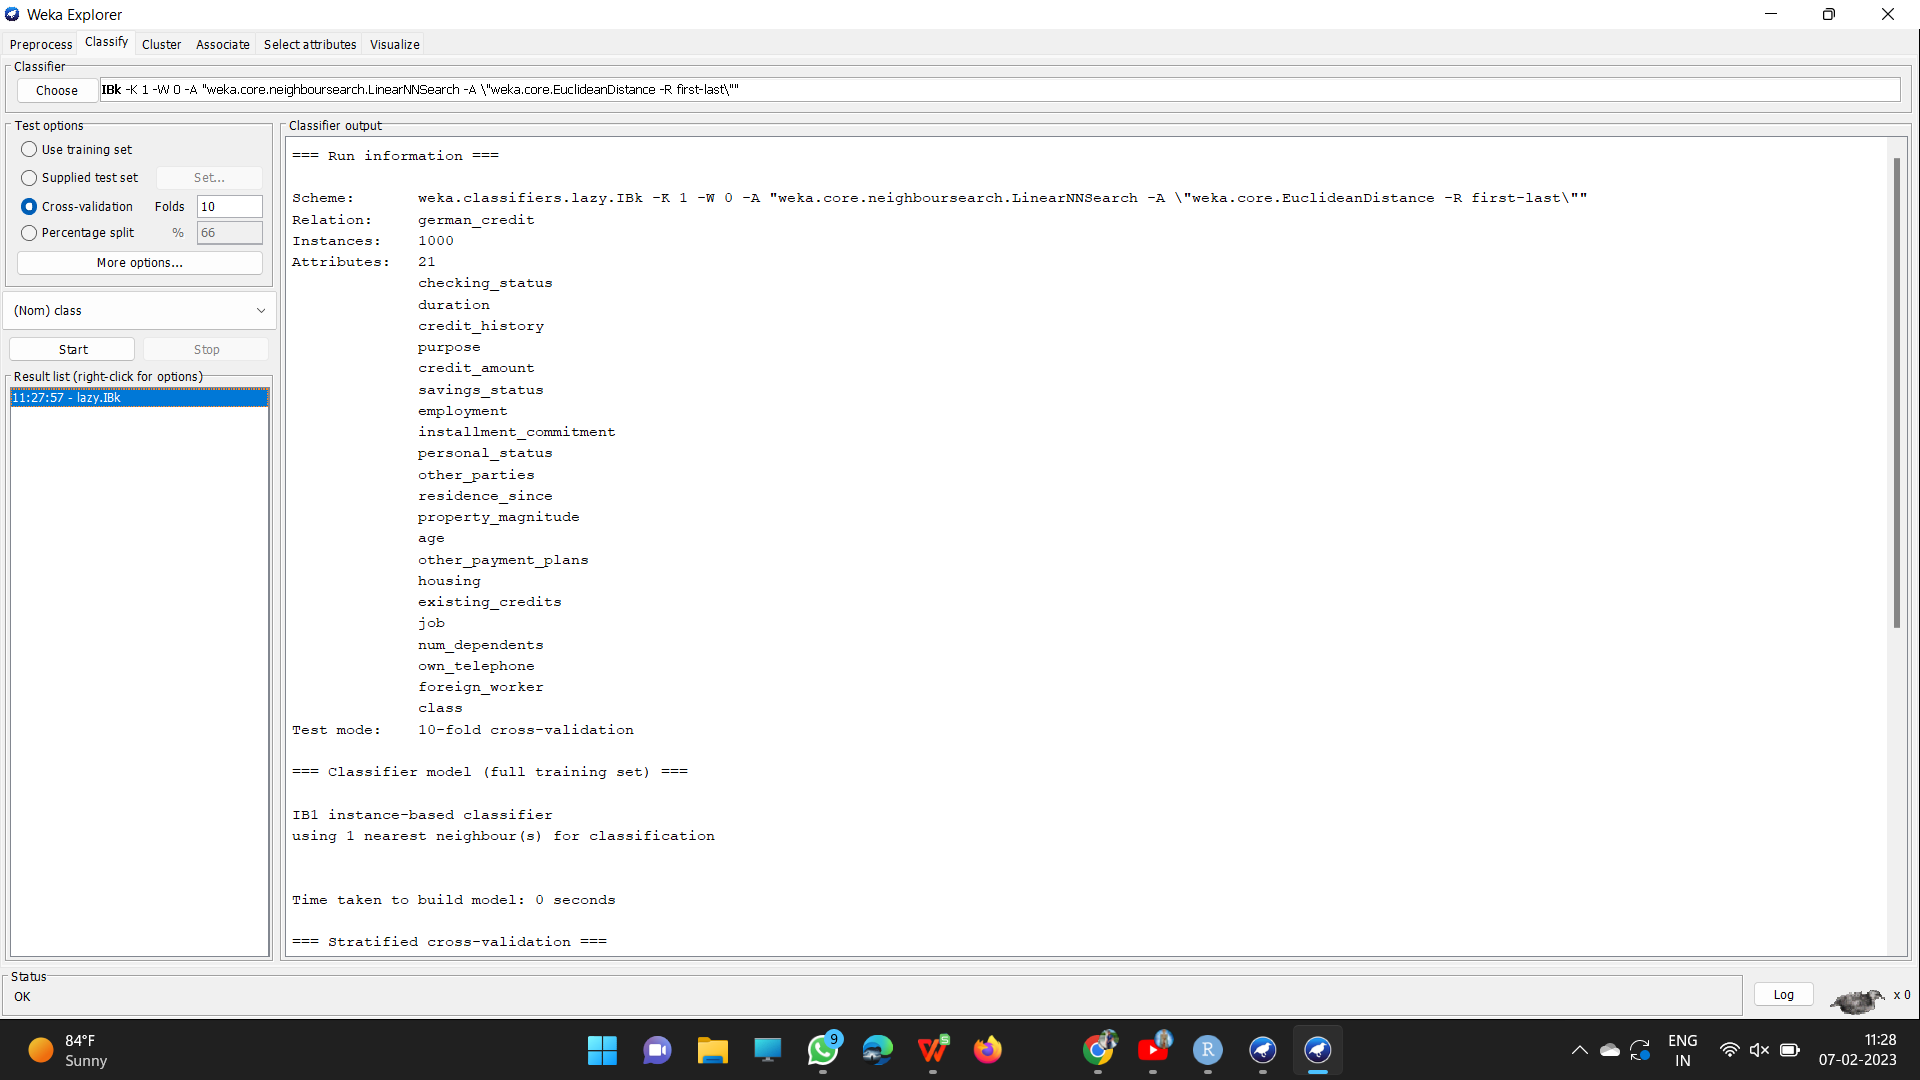 Weka Explorer
Preprocess Classify Cluster Associate Select attributes Visualize
Classifier
Choose IBk -K 1 -W 0 -A "weka.core.neighboursearch.LinearNNSearch -A \"weka.core.EuclideanDistance -R first-last\""
Test options
Use training set
Supplied test set Set...
Cross-validation Folds 10
Percentage split % 66
More options...
(Nom) class
Start Stop
Result list (right-click for options)
11:27:57 - lazy.IBk
Classifier output
=== Run information ===
Scheme: weka.classifiers.lazy.IBk -K 1 -W 0 -A "weka.core.neighboursearch.LinearNNSearch -A \"weka.core.EuclideanDistance -R first-last\""
Relation: german_credit
Instances: 1000
Attributes: 21
checking_status
duration
credit_history
purpose
credit_amount
savings_status
employment
installment_commitment
personal_status
other_parties
residence_since
property_magnitude
age
other_payment_plans
housing
existing_credits
job
num_dependents
own_telephone
foreign_worker
class
Test mode: 10-fold cross-validation
=== Classifier model (full training set) ===
IB1 instance-based classifier
using 1 nearest neighbour(s) for classification
Time taken to build model: 0 seconds
=== Stratified cross-validation ===
Status
OK
Log x 0
84°F
Sunny
9
W S
R
ENG
IN
11:28
07-02-2023